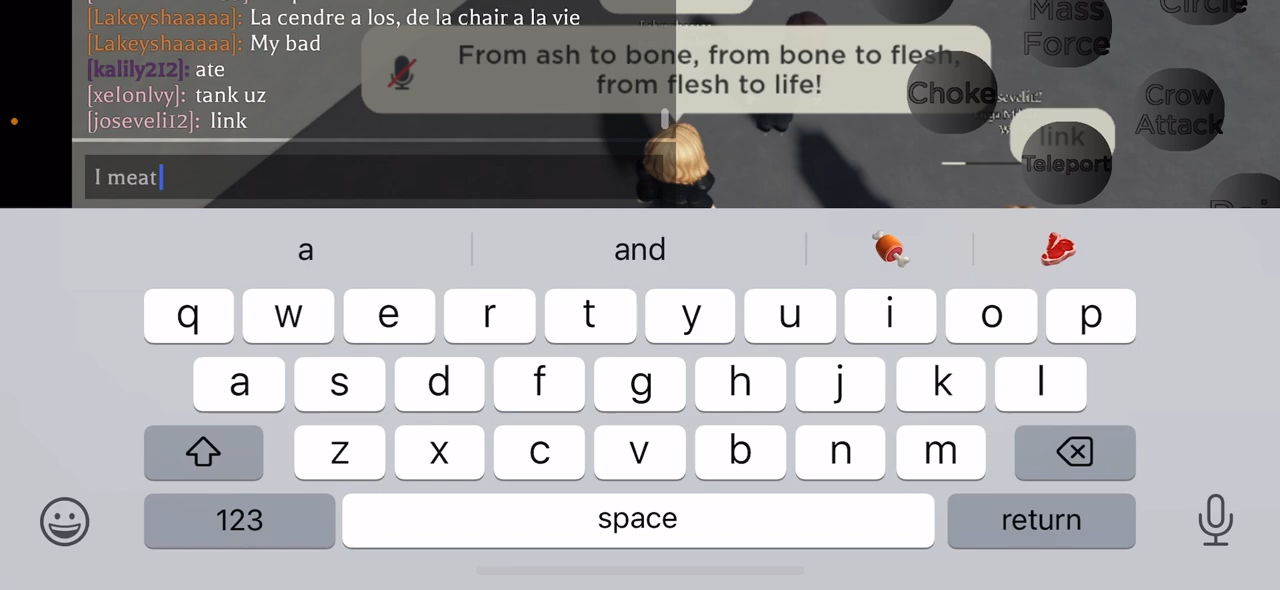 [Lakeyshaaaaa]: La cendre a los, de la chair a la vie
[Lakeyshaaaaa]: My bad
[kalily212]: ate
[xelonlvy]: tank uz
[joseveli12]: link
From ash to bone, from bone to flesh,
from flesh to life!
Mass
Force
Circle
Choke
Crow
Attack
link
Teleport
I meat
a
and
q w e r t y u i o p
a s d f g h j k l
z x c v b n m
123
space
return